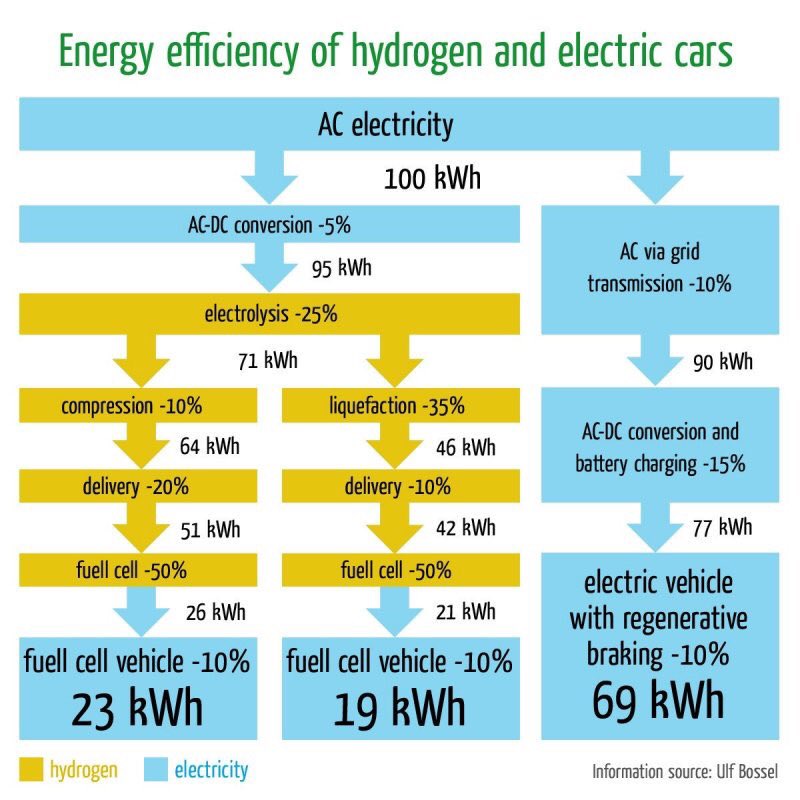 Energy efficiency of hydrogen and electric cars
AC electricity
100 kWh
AC-DC conversion -5%
95 kWh
electrolysis -25%
71 kWh
compression -10%
64 kWh
delivery -20%
51 kWh
fuell cell -50%
26 kWh
fuell cell vehicle -10%
23 kWh
liquefaction -35%
46 kWh
delivery -10%
42 kWh
fuell cell -50%
21 kWh
fuell cell vehicle -10%
19 kWh
AC via grid
transmission -10%
90 kWh
AC-DC conversion and
battery charging -15%
77 kWh
electric vehicle
with regenerative
braking -10%
69 kWh
hydrogen
electricity
Information source: Ulf Bossel